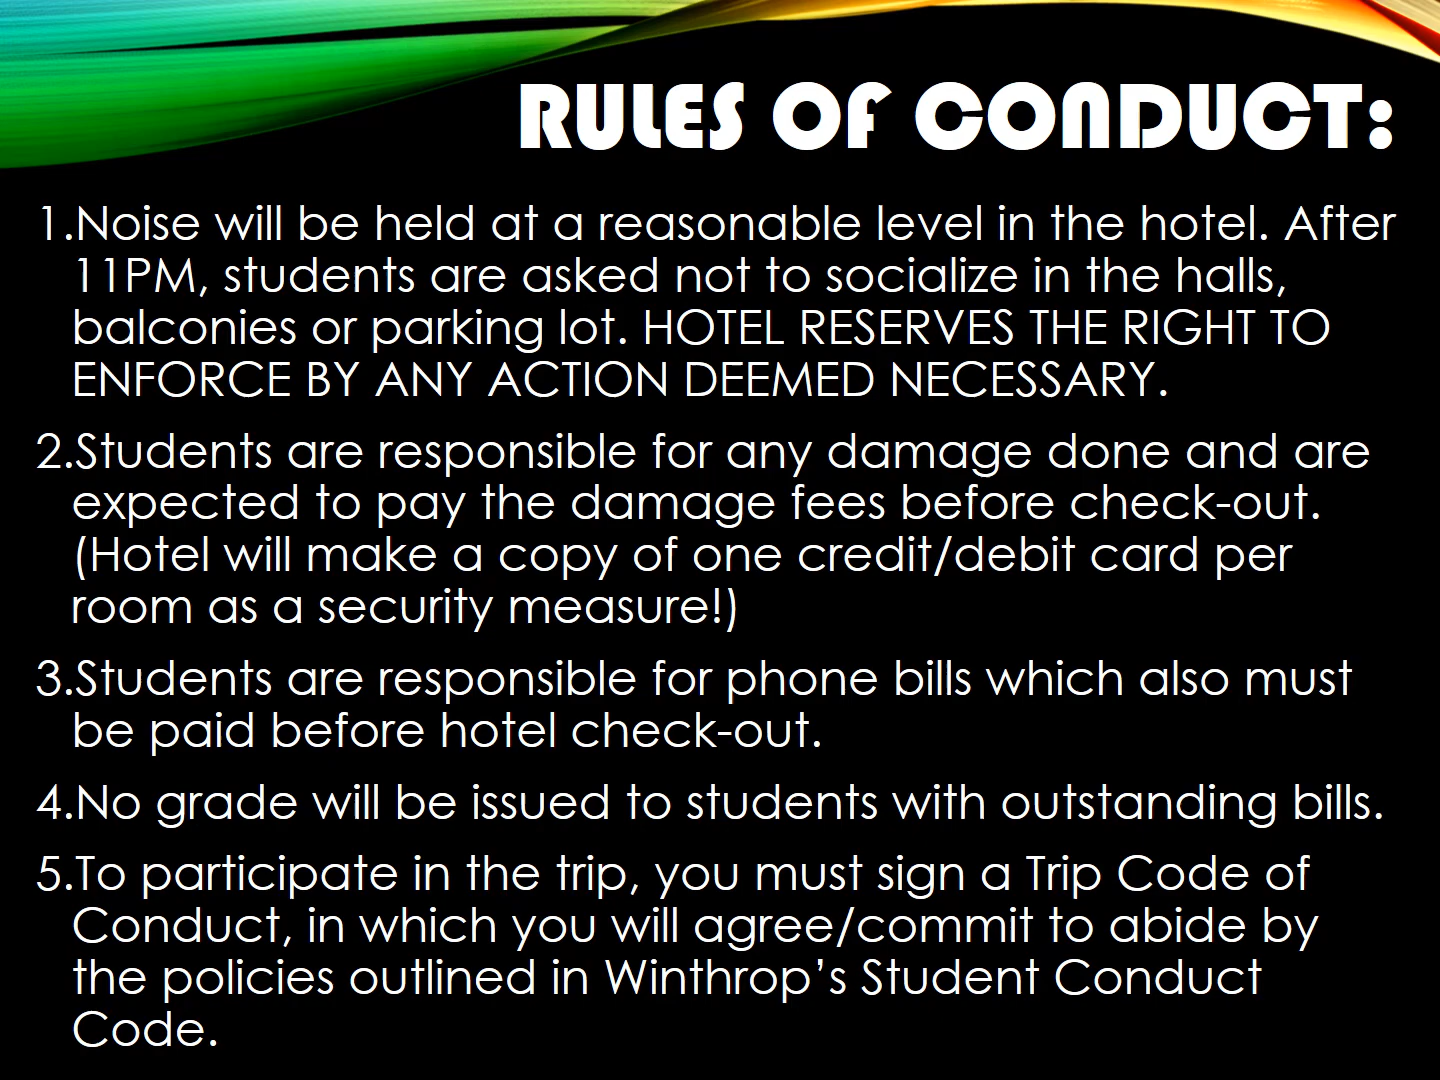 RULES OF CONDUCT:
1.Noise will be held at a reasonable level in the hotel. After
11PM, students are asked not to socialize in the halls,
balconies or parking lot. HOTEL RESERVES THE RIGHT TO
ENFORCE BY ANY ACTION DEEMED NECESSARY.
2.Students are responsible for any damage done and are
expected to pay the damage fees before check-out.
(Hotel will make a copy of one credit/debit card per
room as a security measure!)
3.Students are responsible for phone bills which also must
be paid before hotel check-out.
4.No grade will be issued to students with outstanding bills.
5.To participate in the trip, you must sign a Trip Code of
Conduct, in which you will agree/commit to abide by
the policies outlined in Winthrop’s Student Conduct
Code.